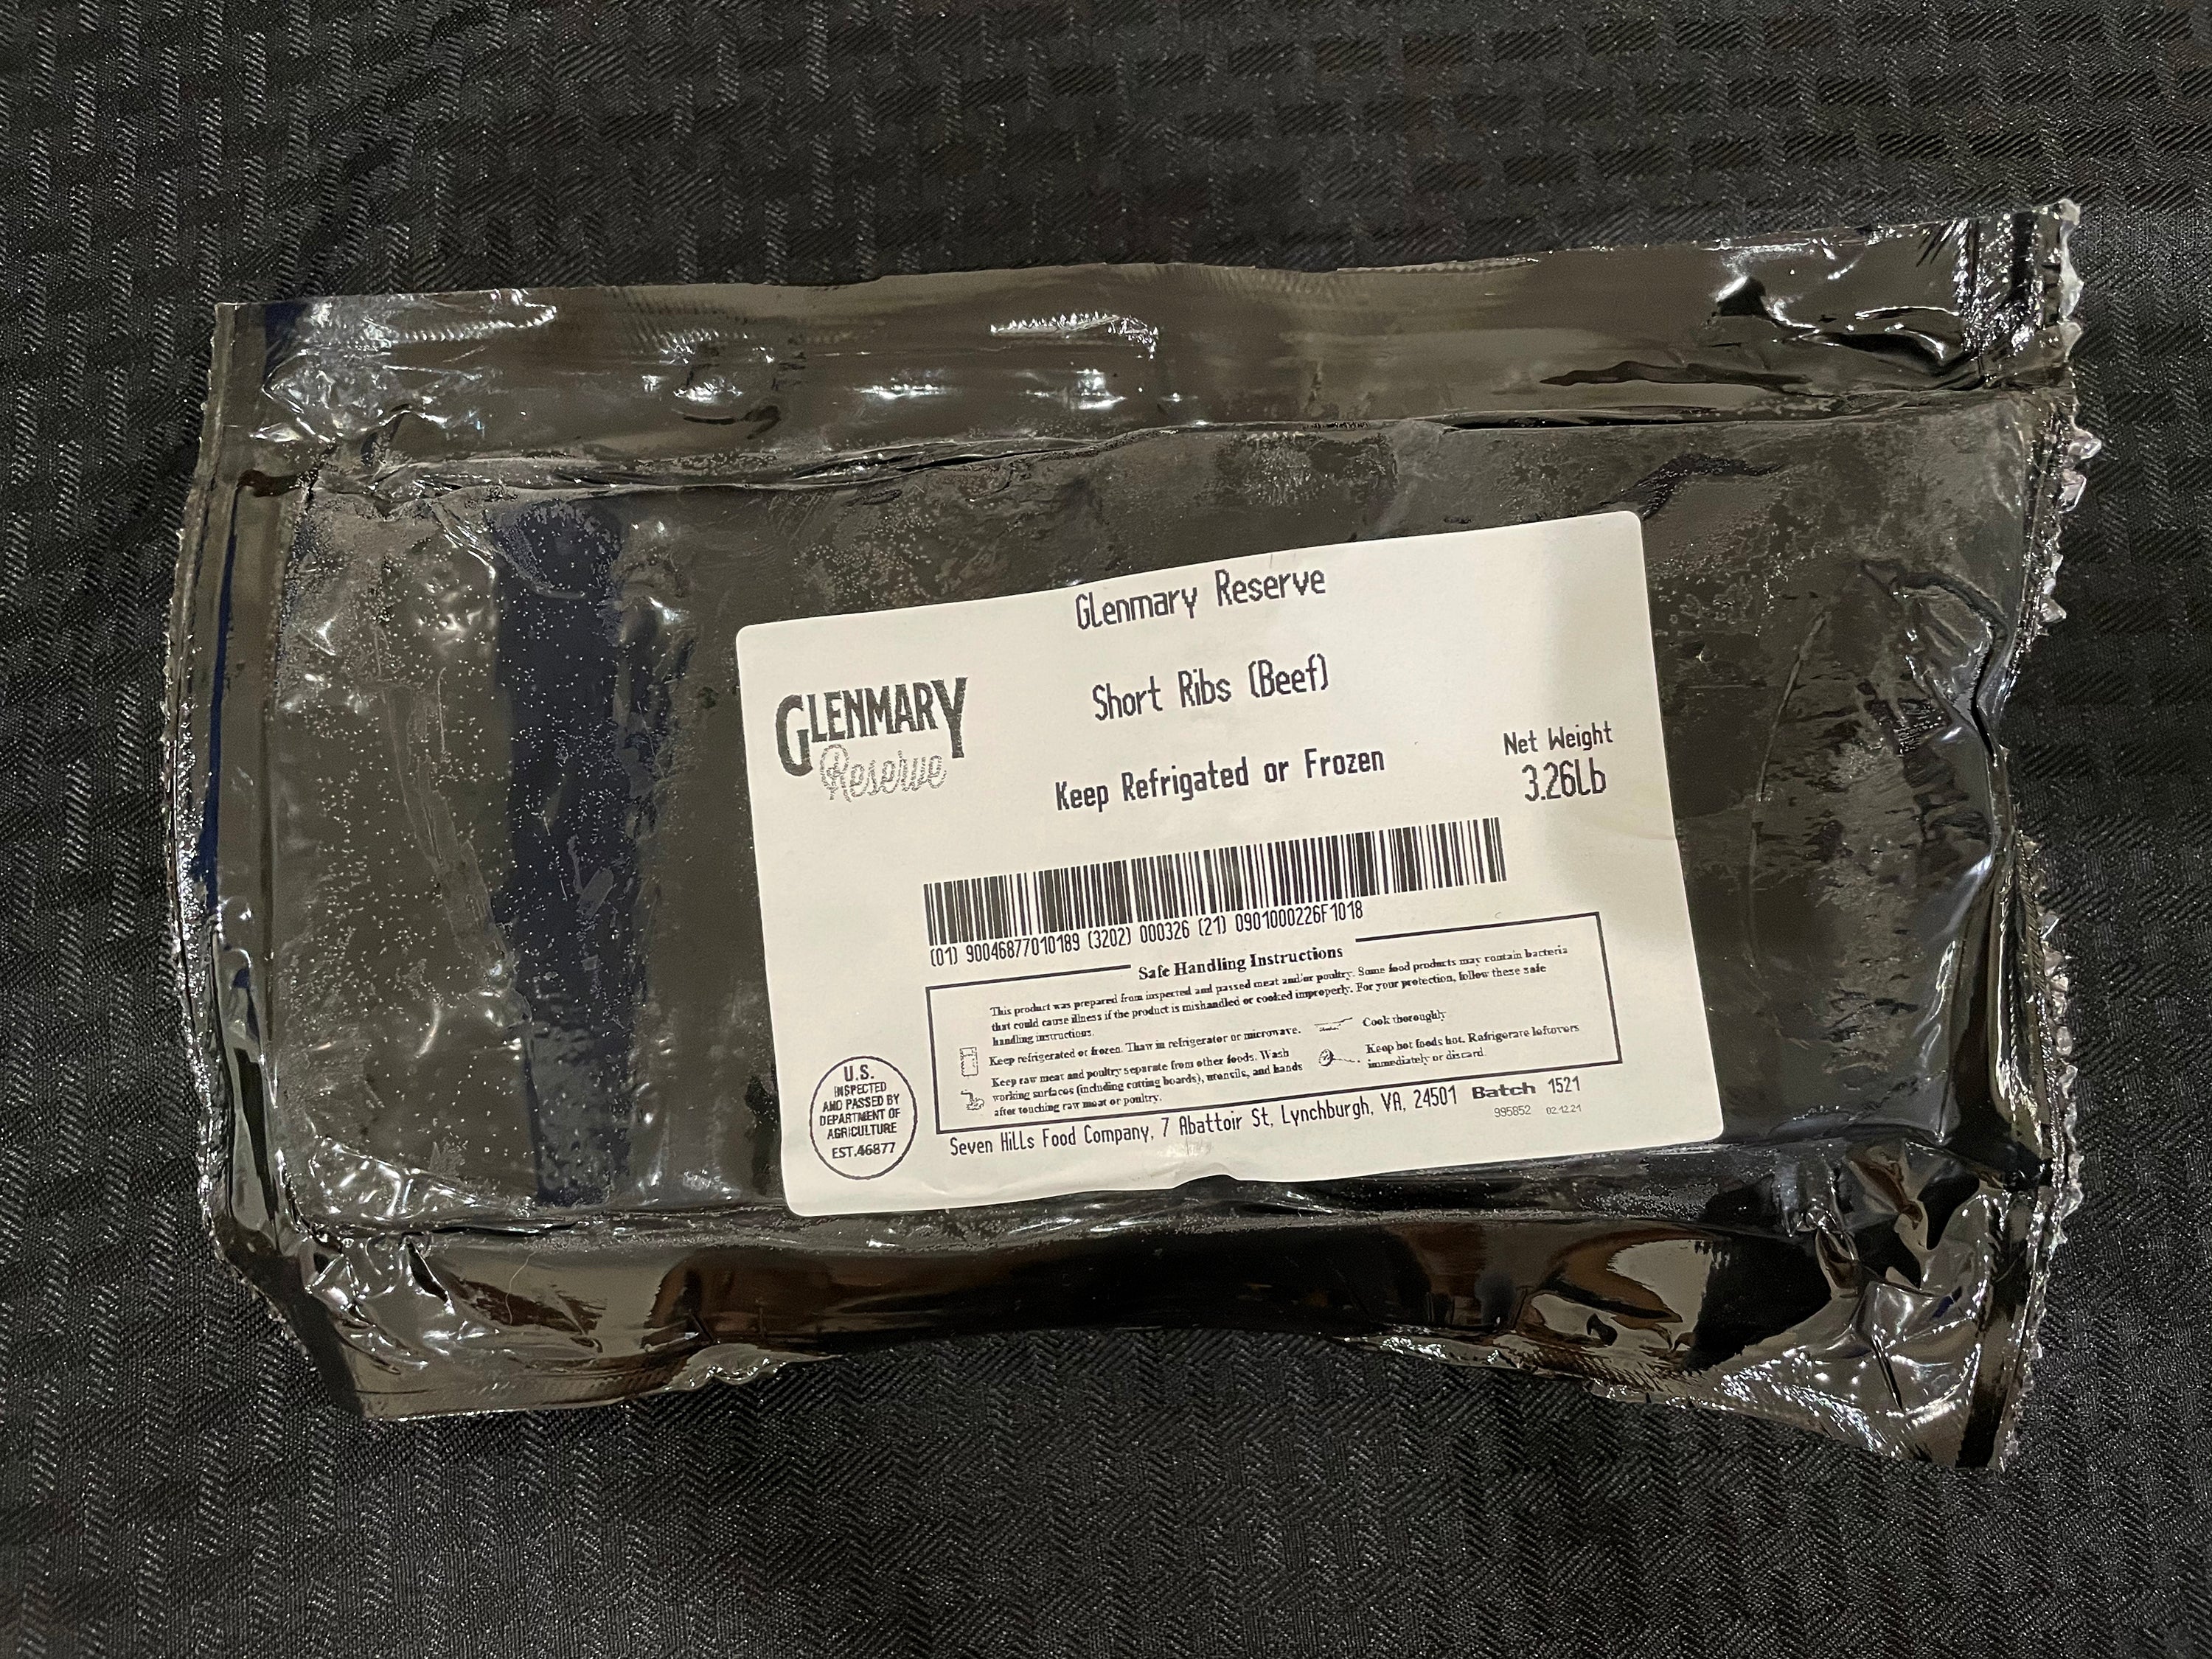 Glenmary Reserve
GLENMARY
Reserve
Short Ribs (Beef)
Keep Refrigated or Frozen
Net Weight
3.26Lb
(01) 90046877010189 (3202) 000326 (21) 0901000226F1018
Safe Handling Instructions
This product was prepared from inspected and passed meat and/or poultry. Some food products may contain bacteria
that could cause illness if the product is mishandled or cooked improperly. For your protection, follow these safe
handling instructions.
Keep refrigerated or frozen. Thaw in refrigerator or microwave.
Cook thoroughly
Keep raw meat and poultry separate from other foods. Wash
working surfaces (including cutting boards), utensils, and hands
after touching raw meat or poultry.
Keep hot foods hot. Refrigerate leftovers
immediately or discard.
U.S.
INSPECTED
AND PASSED BY
DEPARTMENT OF
AGRICULTURE
EST.46877
Seven Hills Food Company, 7 Abattoir St, Lynchburgh, VA, 24501
Batch 1521
995852 02.12.21